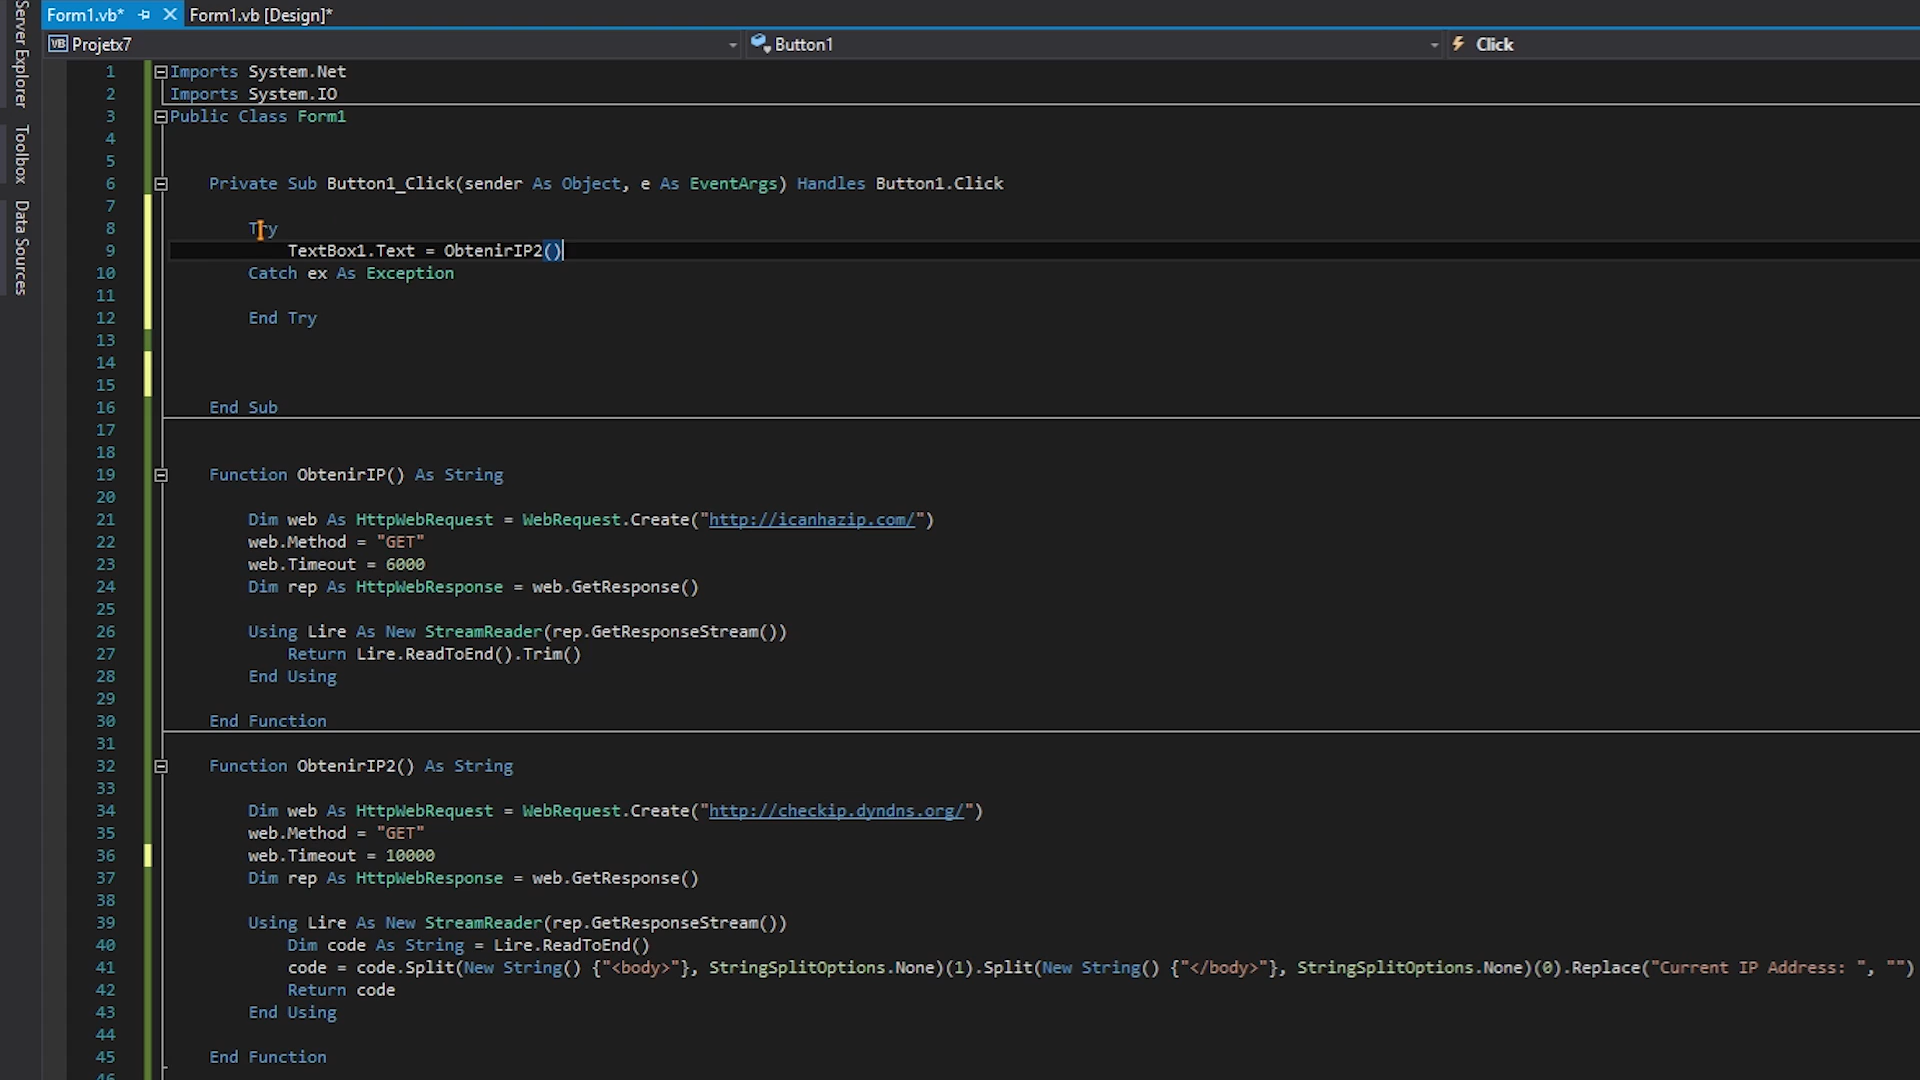 Form1.vb*
Form1.vb [Design]*
Server Explorer
Toolbox
Data Sources
VB Projetx7
Button1
Click
1 Imports System.Net
2 Imports System.IO
3 Public Class Form1
4
5
6 Private Sub Button1_Click(sender As Object, e As EventArgs) Handles Button1.Click
7
8 Try
9 TextBox1.Text = ObtenirIP2()
10 Catch ex As Exception
11
12 End Try
13
14
15
16 End Sub
17
18
19 Function ObtenirIP() As String
20
21 Dim web As HttpWebRequest = WebRequest.Create("http://icanhazip.com/")
22 web.Method = "GET"
23 web.Timeout = 6000
24 Dim rep As HttpWebResponse = web.GetResponse()
25
26 Using Lire As New StreamReader(rep.GetResponseStream())
27 Return Lire.ReadToEnd().Trim()
28 End Using
29
30 End Function
31
32 Function ObtenirIP2() As String
33
34 Dim web As HttpWebRequest = WebRequest.Create("http://checkip.dyndns.org/")
35 web.Method = "GET"
36 web.Timeout = 10000
37 Dim rep As HttpWebResponse = web.GetResponse()
38
39 Using Lire As New StreamReader(rep.GetResponseStream())
40 Dim code As String = Lire.ReadToEnd()
41 code = code.Split(New String() {"<body>"}, StringSplitOptions.None)(1).Split(New String() {"</body>"}, StringSplitOptions.None)(0).Replace("Current IP Address: ", "")
42 Return code
43 End Using
44
45 End Function
46